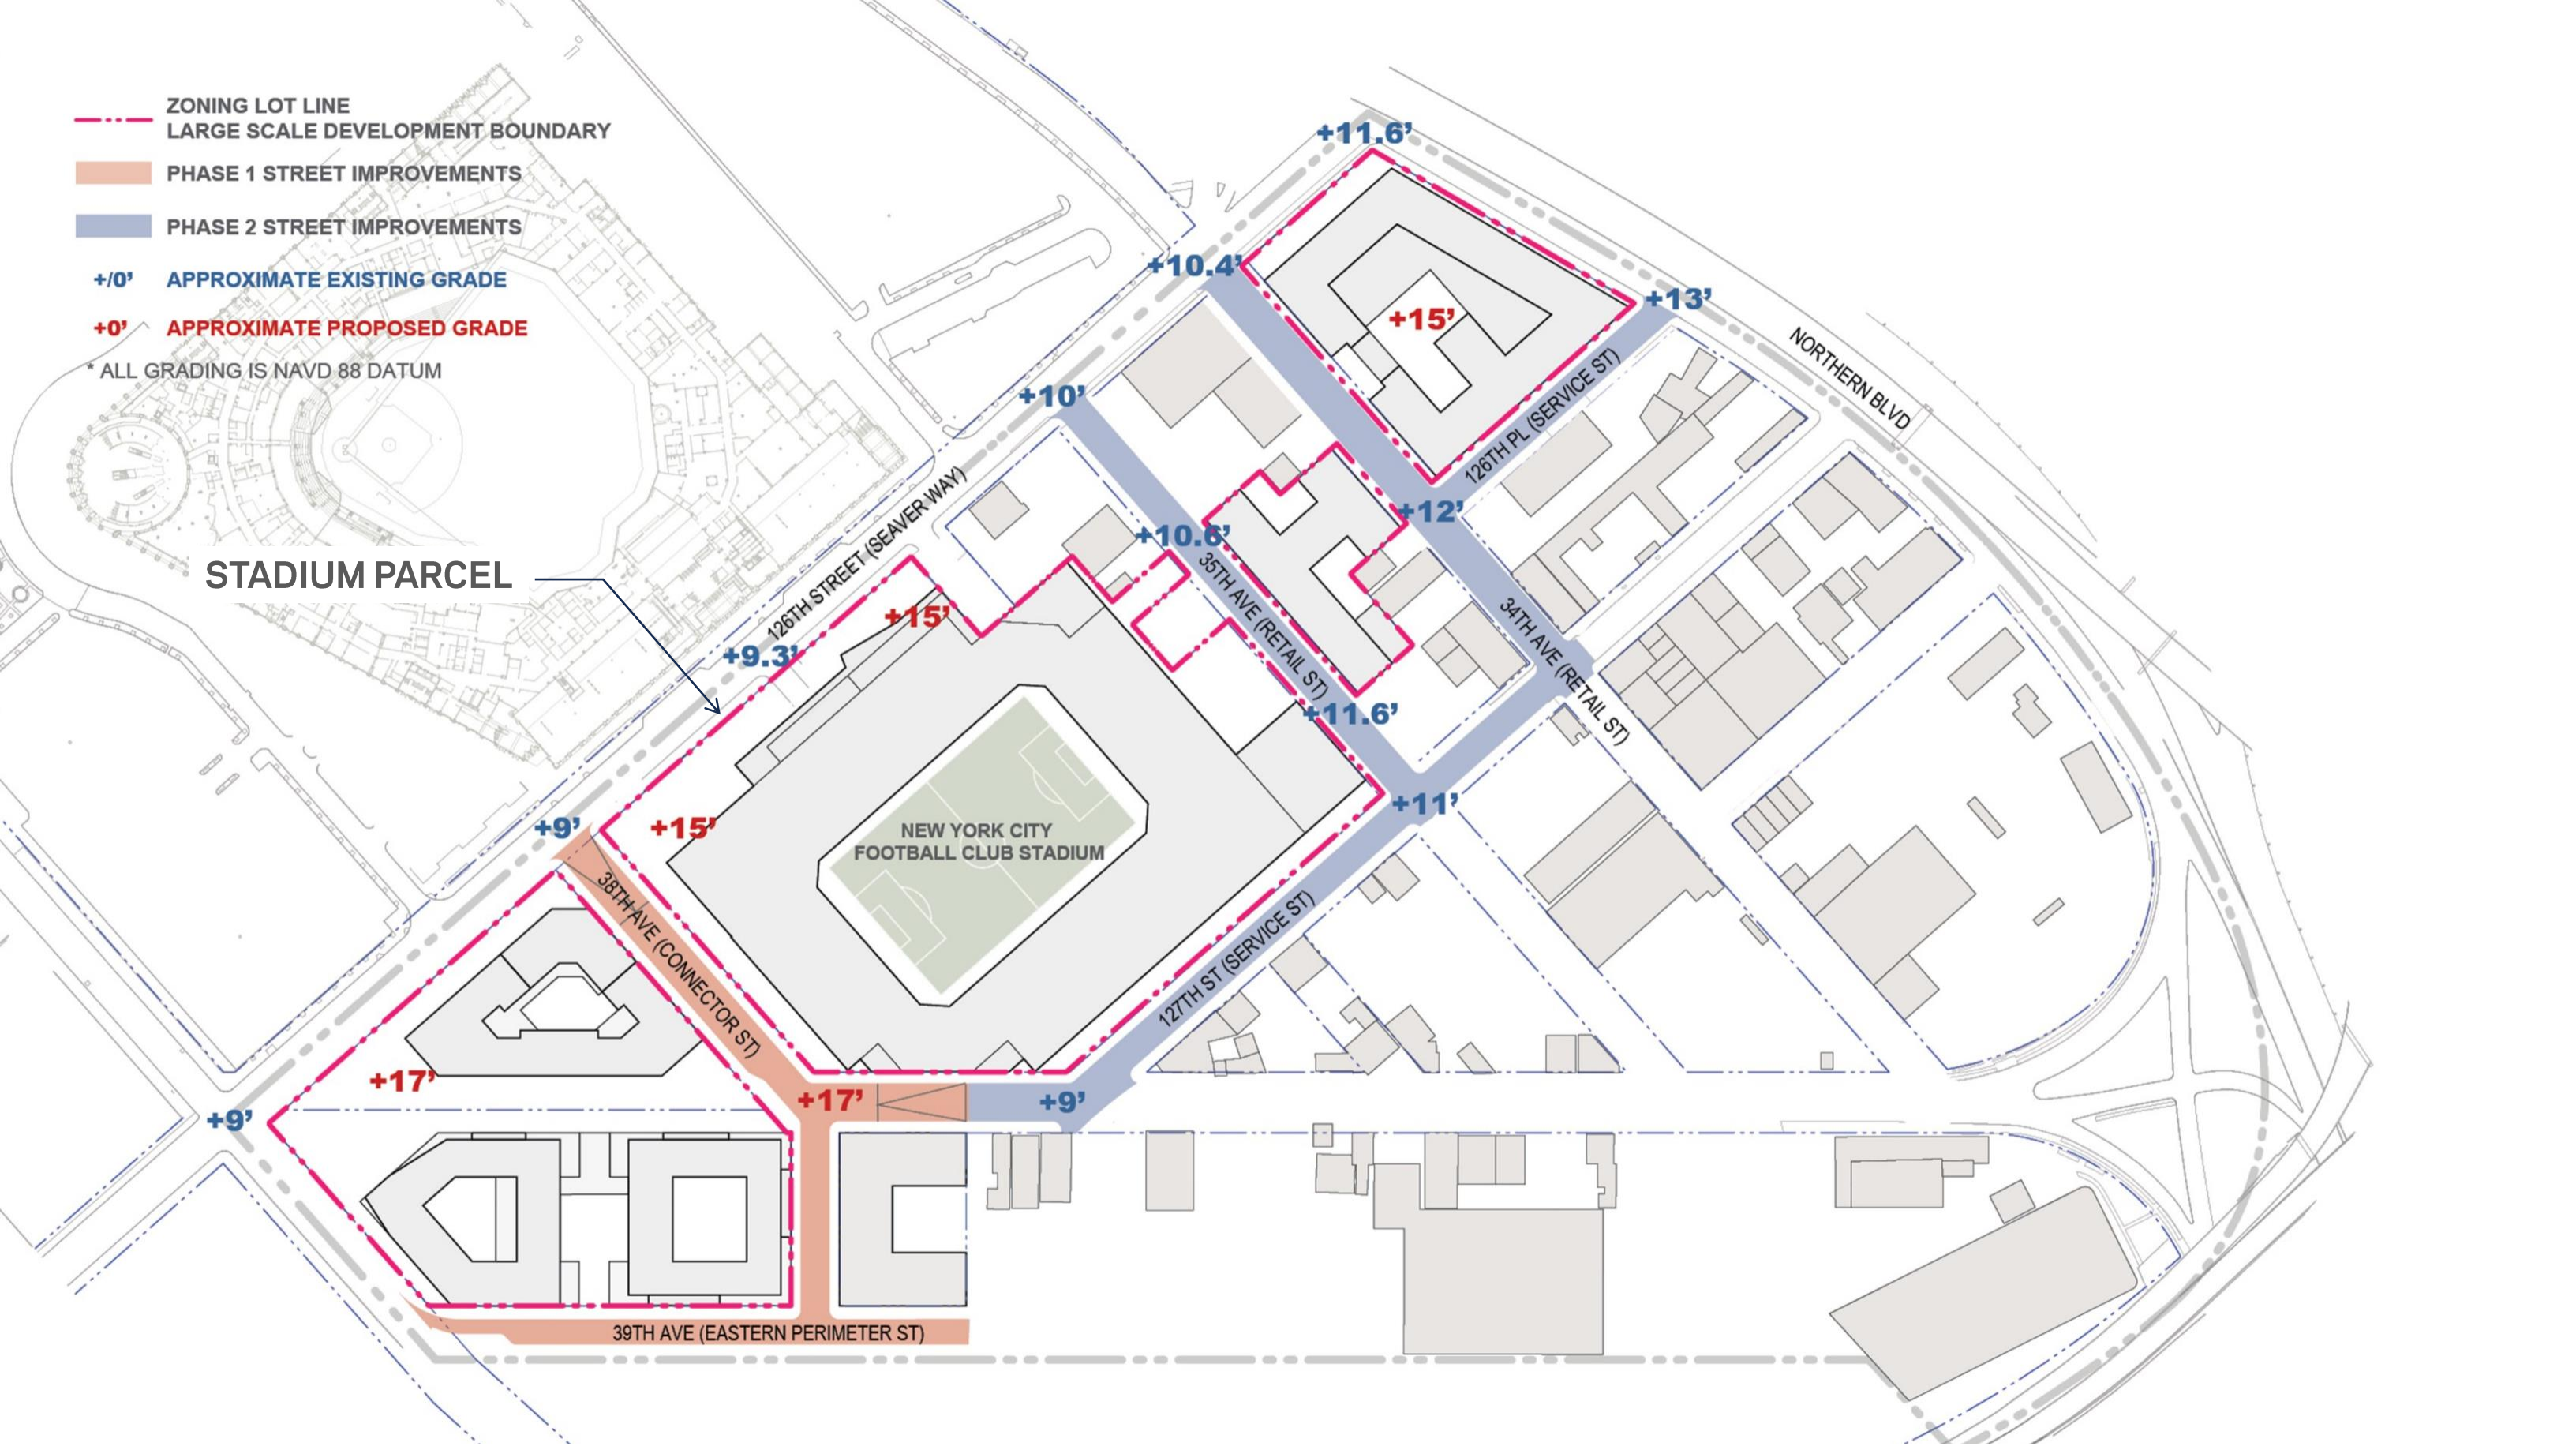 ZONING LOT LINE
LARGE SCALE DEVELOPMENT BOUNDARY
PHASE 1 STREET IMPROVEMENTS
PHASE 2 STREET IMPROVEMENTS
+/0’ APPROXIMATE EXISTING GRADE
+0’ APPROXIMATE PROPOSED GRADE
* ALL GRADING IS NAVD 88 DATUM
+11.6’
+10.4’
+13’
+15’
NORTHERN BLVD
+10’
126TH PL (SERVICE ST)
+12’
+10.6’
126TH STREET (SEAVER WAY)
STADIUM PARCEL
+15’
+9.3’
35TH AVE (RETAIL ST)
34TH AVE (RETAIL ST)
+11.6’
+11’
+9’
+15’
NEW YORK CITY
FOOTBALL CLUB STADIUM
38TH AVE (CONNECTOR ST)
127TH ST (SERVICE ST)
+17’
+9’
+17’
+9’
39TH AVE (EASTERN PERIMETER ST)